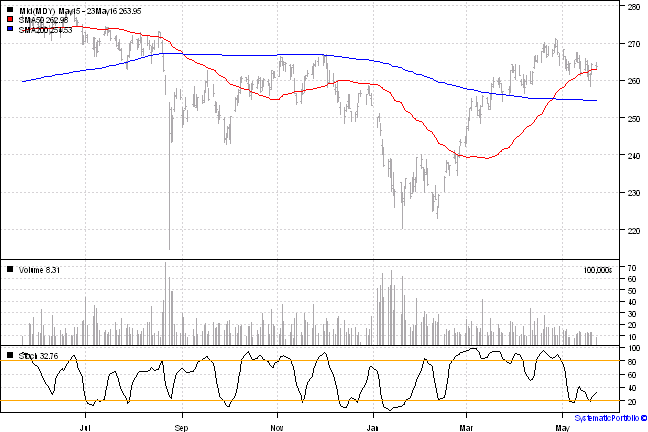 Mid(MDY) May15 - 23May16 263.95
SMA50 262.98
SMA200 254.53
280
270
260
250
240
230
220
Volume 8.31
100,000s
70
60
50
40
30
20
10
Stoch 32.76
100
80
60
40
20
Jul
Sep
Nov
Jan
Mar
May
SystematicPortfolio ©